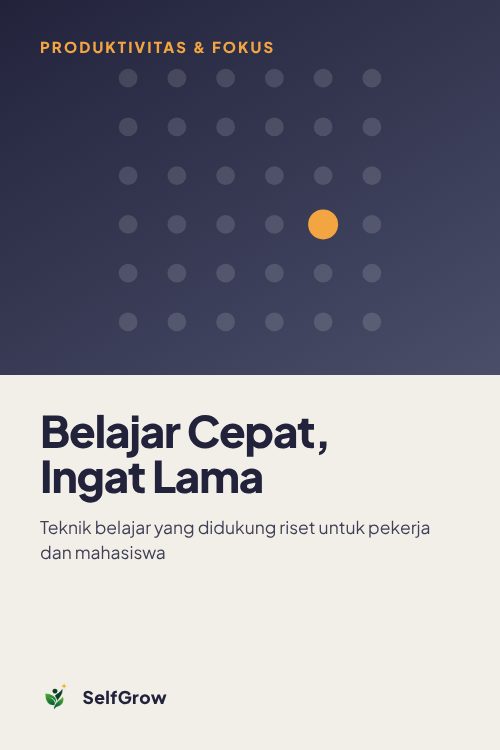 PRODUKTIVITAS & FOKUS
Belajar Cepat,
Ingat Lama
Teknik belajar yang didukung riset untuk pekerja
dan mahasiswa
SelfGrow